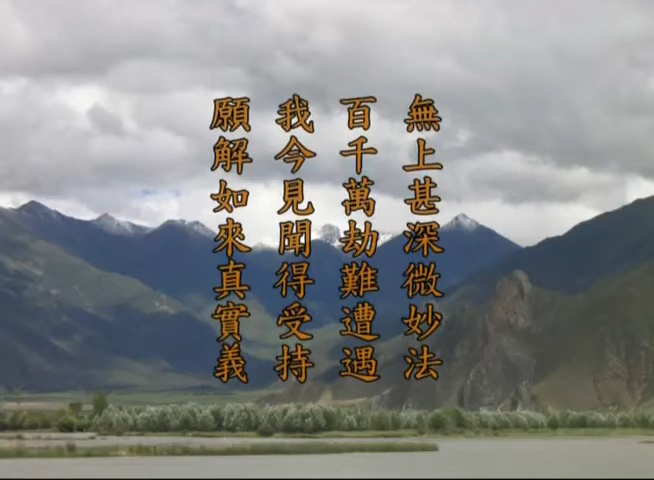 無上甚深微妙法
百千萬劫難遭遇
我今見聞得受持
願解如來真實義